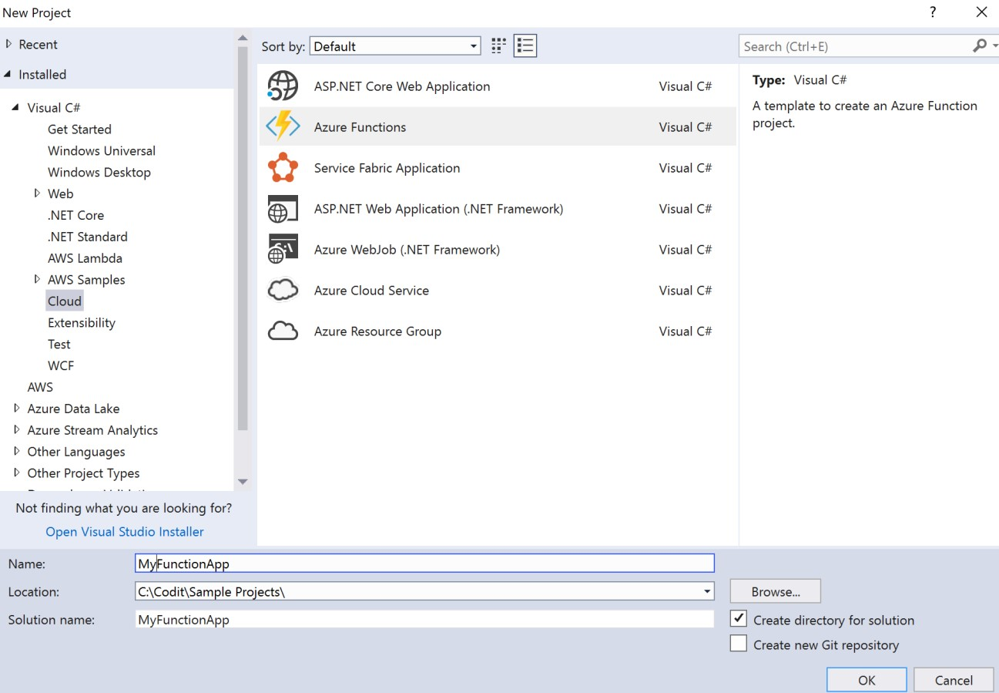 New Project
?
Recent
Installed
Visual C#
Get Started
Windows Universal
Windows Desktop
Web
.NET Core
.NET Standard
AWS Lambda
AWS Samples
Cloud
Extensibility
Test
WCF
AWS
Azure Data Lake
Azure Stream Analytics
Other Languages
Other Project Types
Not finding what you are looking for?
Open Visual Studio Installer
Sort by: Default
ASP.NET Core Web Application Visual C#
Azure Functions Visual C#
Service Fabric Application Visual C#
ASP.NET Web Application (.NET Framework) Visual C#
Azure WebJob (.NET Framework) Visual C#
Azure Cloud Service Visual C#
Azure Resource Group Visual C#
Search (Ctrl+E)
Type: Visual C#
A template to create an Azure Function
project.
Name: MyFunctionApp
Location: C:\Codit\Sample Projects\
Browse...
Solution name: MyFunctionApp
Create directory for solution
Create new Git repository
OK Cancel